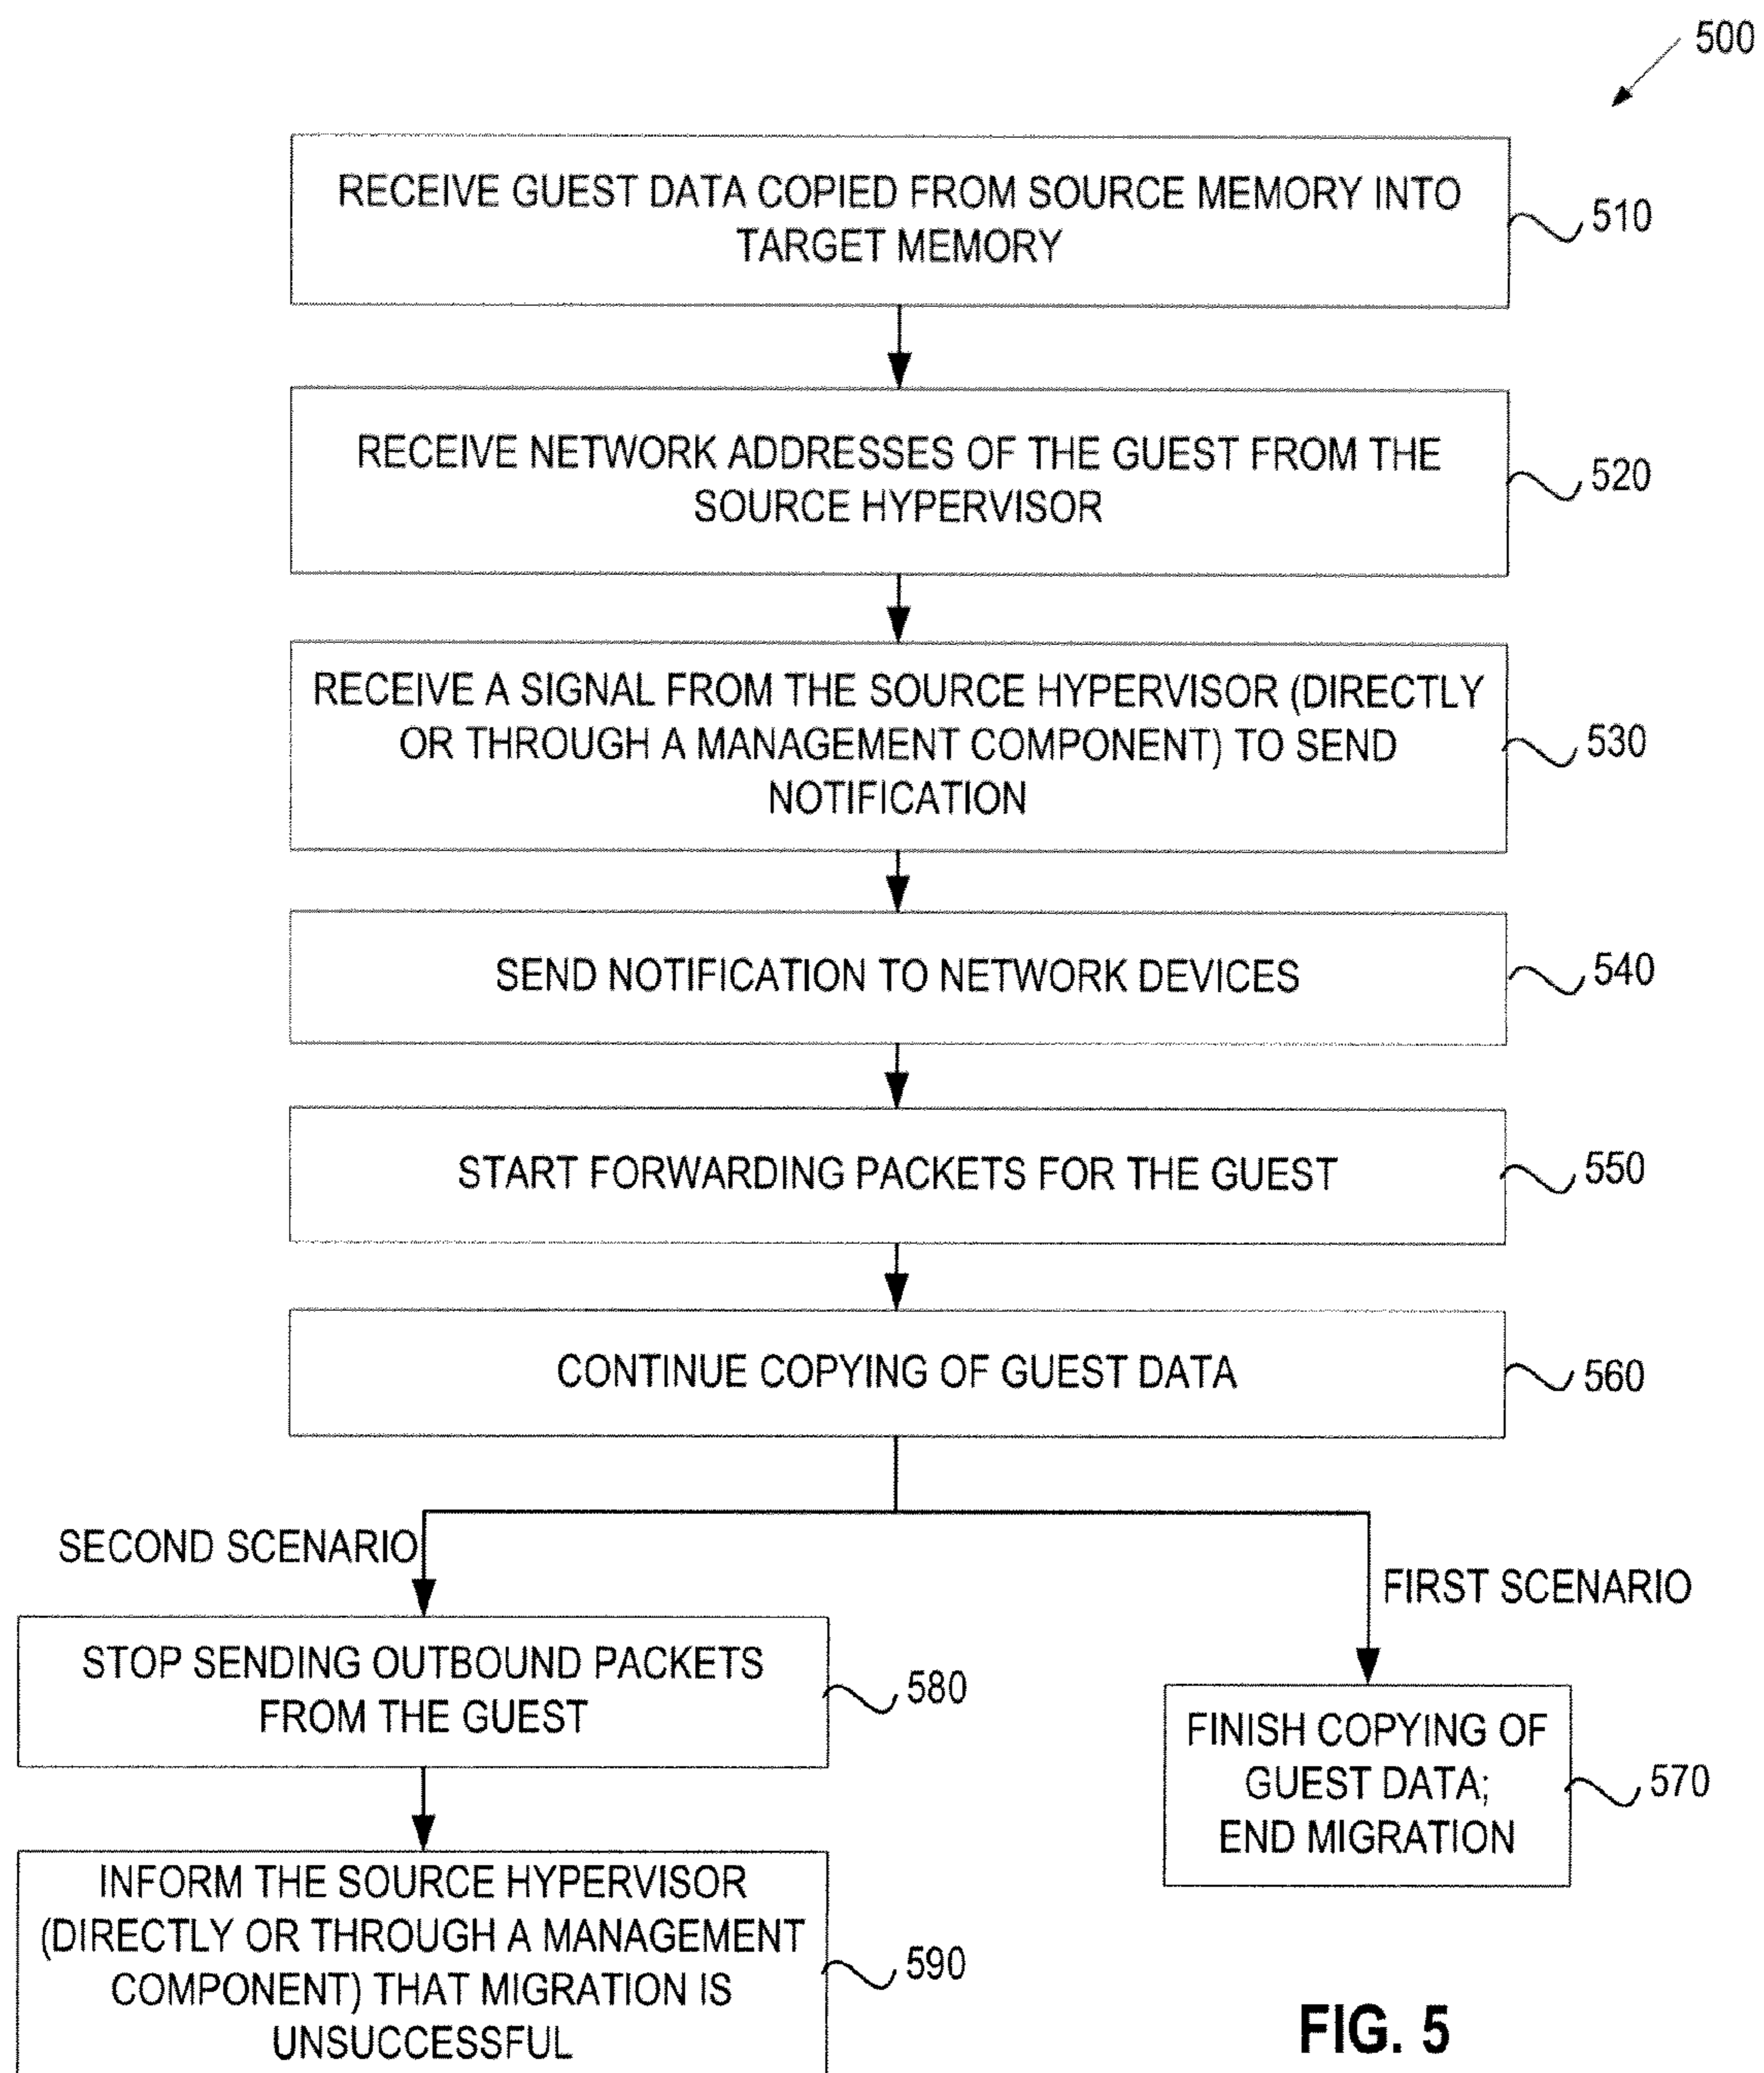 500
RECEIVE GUEST DATA COPIED FROM SOURCE MEMORY INTO
TARGET MEMORY
510
RECEIVE NETWORK ADDRESSES OF THE GUEST FROM THE
SOURCE HYPERVISOR
520
RECEIVE A SIGNAL FROM THE SOURCE HYPERVISOR (DIRECTLY
OR THROUGH A MANAGEMENT COMPONENT) TO SEND
NOTIFICATION
530
SEND NOTIFICATION TO NETWORK DEVICES
540
START FORWARDING PACKETS FOR THE GUEST
550
CONTINUE COPYING OF GUEST DATA
560
SECOND SCENARIO
FIRST SCENARIO
STOP SENDING OUTBOUND PACKETS
FROM THE GUEST
580
FINISH COPYING OF
GUEST DATA;
END MIGRATION
570
INFORM THE SOURCE HYPERVISOR
(DIRECTLY OR THROUGH A MANAGEMENT
COMPONENT) THAT MIGRATION IS
UNSUCCESSFUL
590
FIG. 5